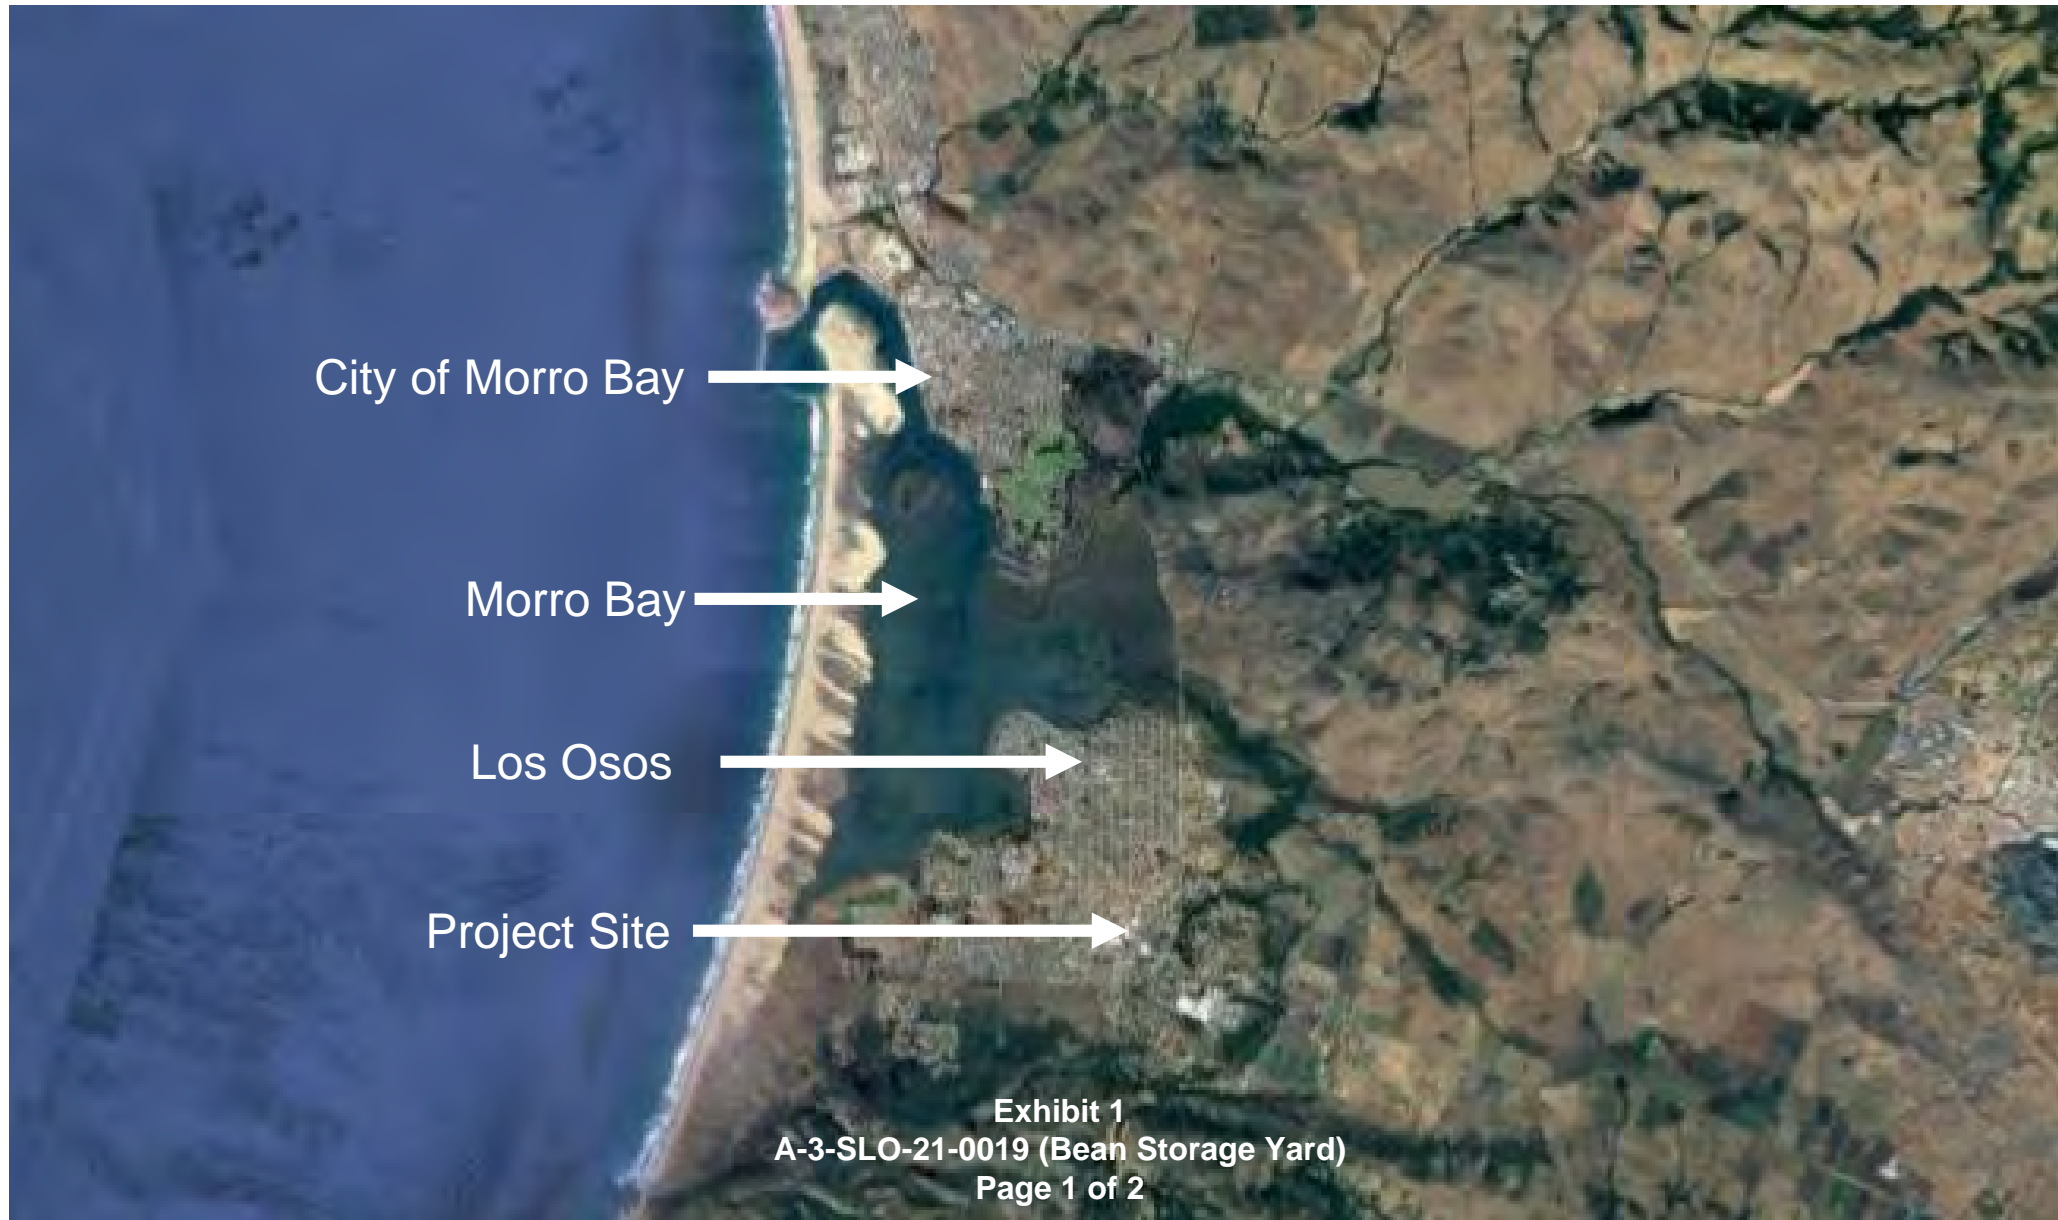 City of Morro Bay
Morro Bay
Los Osos
Project Site
Exhibit 1
A-3-SLO-21-0019 (Bean Storage Yard)
Page 1 of 2